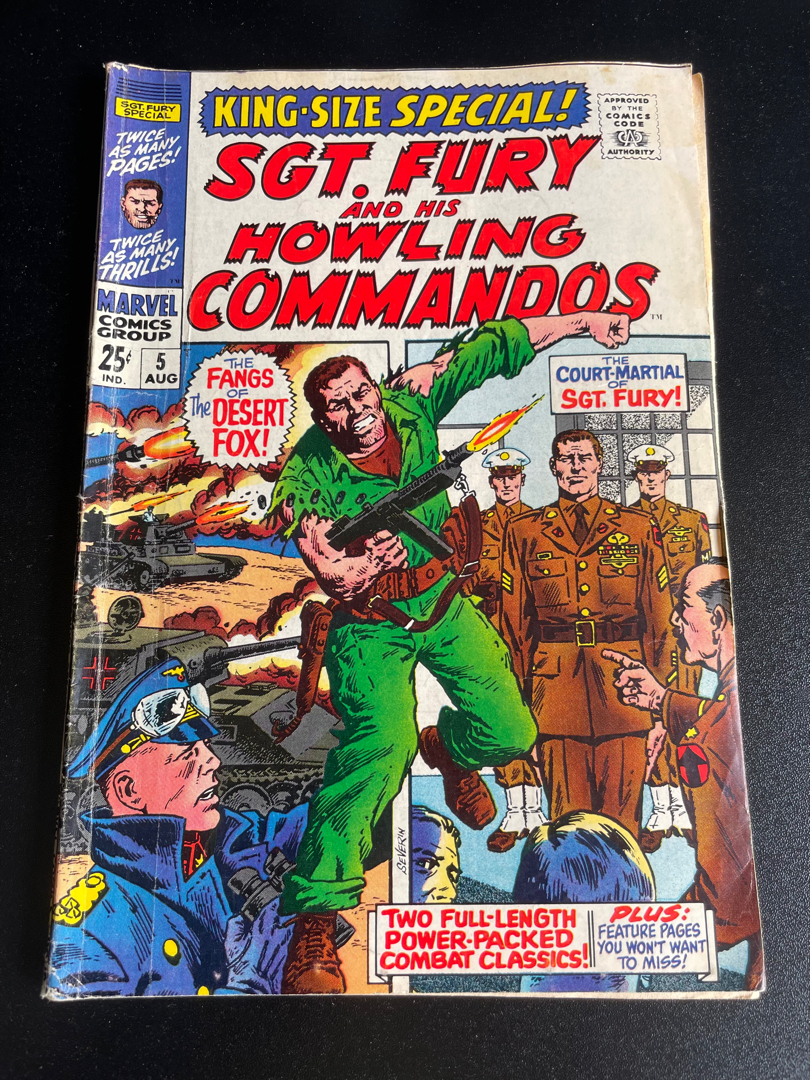 SGT. FURY
SPECIAL
TWICE
AS MANY
PAGES!
TWICE
AS MANY
THRILLS!
TM
MARVEL
COMICS
GROUP
25¢
IND.
5
AUG
KING-SIZE SPECIAL!
APPROVED
BY THE
COMICS
CODE
CA
AUTHORITY
SGT. FURY
AND HIS
HOWLING
COMMANDOS
TM
THE
FANGS
OF
The DESERT
FOX!
THE
COURT-MARTIAL
OF
SGT. FURY!
SEVERIN
TWO FULL-LENGTH
POWER-PACKED
COMBAT CLASSICS!
PLUS:
FEATURE PAGES
YOU WON'T WANT
TO MISS!